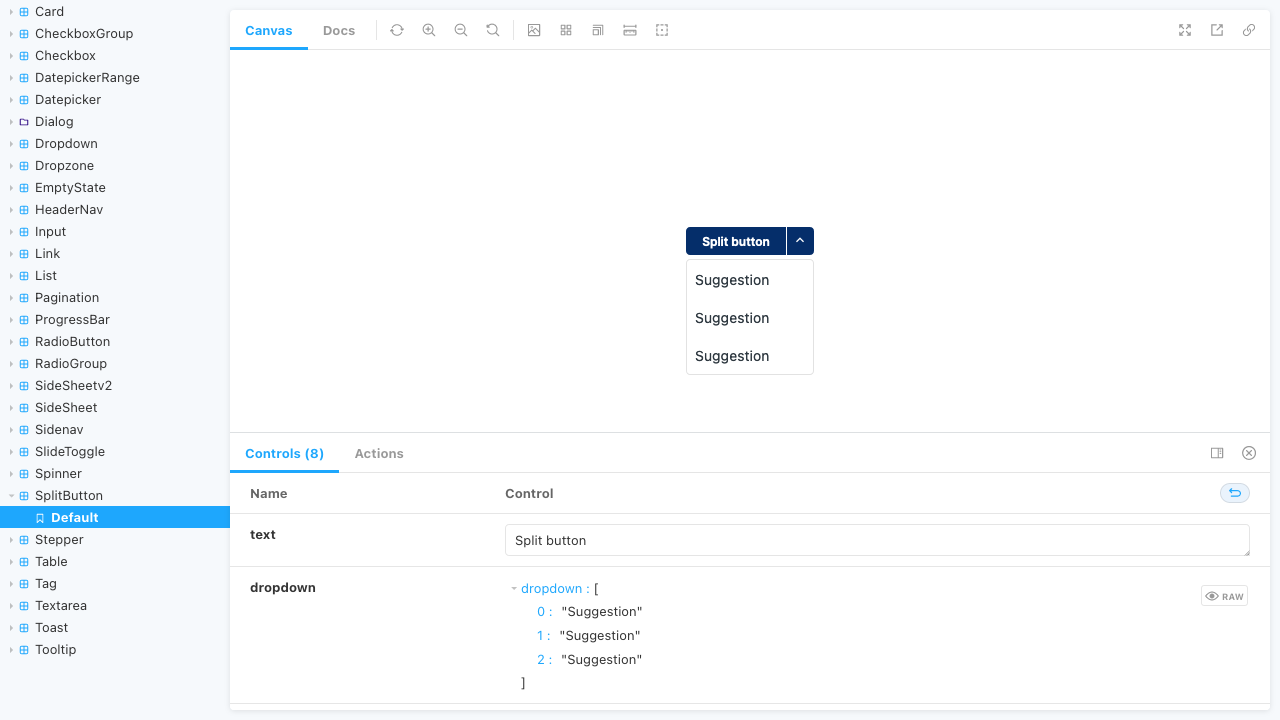 Card
CheckboxGroup
Checkbox
DatepickerRange
Datepicker
Dialog
Dropdown
Dropzone
EmptyState
HeaderNav
Input
Link
List
Pagination
ProgressBar
RadioButton
RadioGroup
SideSheetv2
SideSheet
Sidenav
SlideToggle
Spinner
SplitButton
Default
Stepper
Table
Tag
Textarea
Toast
Tooltip
Canvas Docs
Split button
Suggestion
Suggestion
Suggestion
Controls (8) Actions
Name Control
text Split button
dropdown dropdown : [
RAW
0 : "Suggestion"
1 : "Suggestion"
2 : "Suggestion"
]